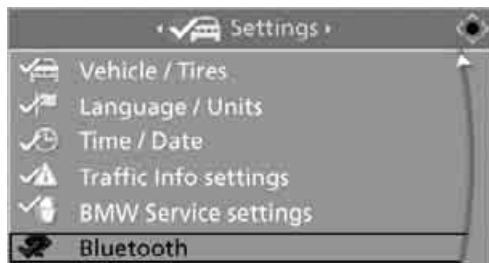 Settings
Vehicle / Tires
Language / Units
Time / Date
Traffic Info settings
BMW Service settings
Bluetooth